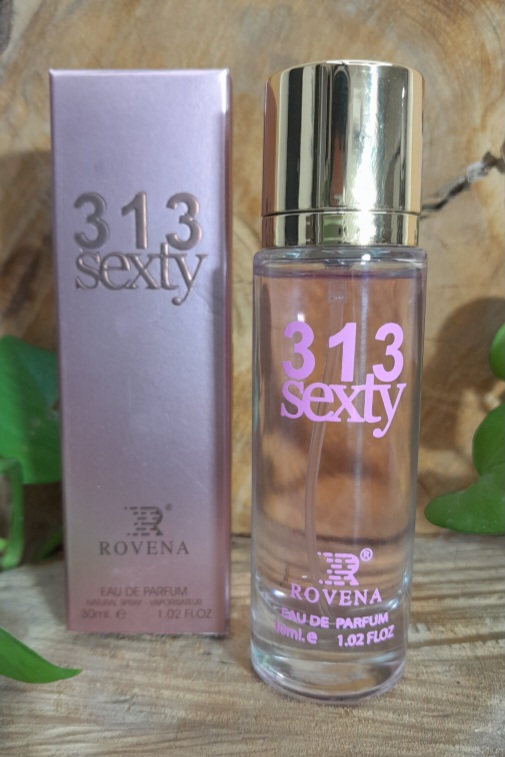 313
sexty
R®
ROVENA
EAU DE PARFUM
NATURAL SPRAY - VAPORISATEUR
30ml. e 1.02 FLOZ
313
sexty
R®
ROVENA
EAU DE PARFUM
30ml. e 1.02 FLOZ